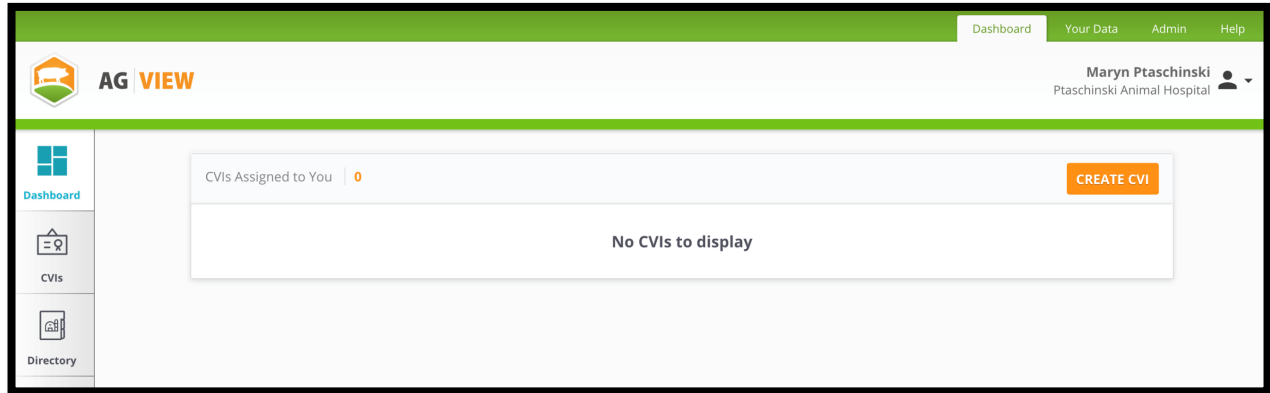 Dashboard Your Data Admin Help
AG VIEW
Maryn Ptaschinski
Ptaschinski Animal Hospital
Dashboard
CVIs Assigned to You 0
CREATE CVI
No CVIs to display
CVIs
Directory